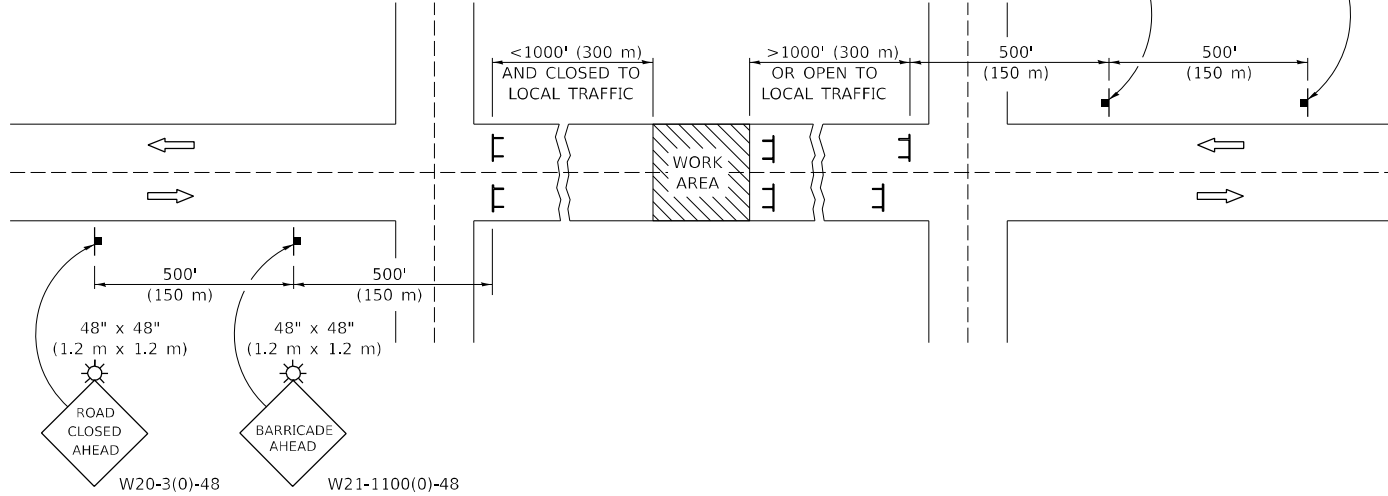 <1000' (300 m)
AND CLOSED TO
LOCAL TRAFFIC
>1000' (300 m)
OR OPEN TO
LOCAL TRAFFIC
500'
(150 m)
500'
(150 m)
WORK
AREA
500'
(150 m)
500'
(150 m)
48" x 48"
(1.2 m x 1.2 m)
48" x 48"
(1.2 m x 1.2 m)
ROAD
CLOSED
AHEAD
W20-3(0)-48
BARRICADE
AHEAD
W21-1100(0)-48